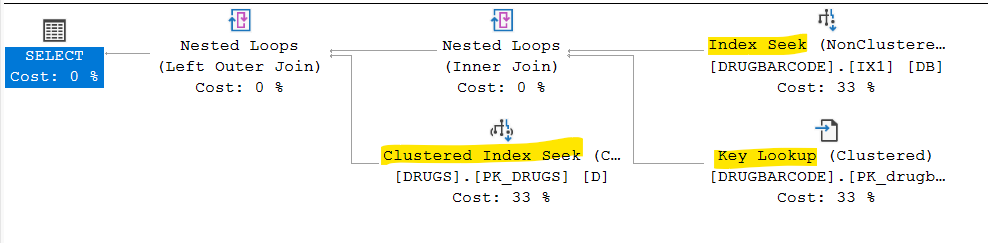 SELECT
Cost: 0 %
Nested Loops
(Left Outer Join)
Cost: 0 %
Nested Loops
(Inner Join)
Cost: 0 %
Index Seek (NonClustere…
[DRUGBARCODE].[IX1] [DB]
Cost: 33 %
Clustered Index Seek (C…
[DRUGS].[PK_DRUGS] [D]
Cost: 33 %
Key Lookup (Clustered)
[DRUGBARCODE].[PK_drugb…
Cost: 33 %